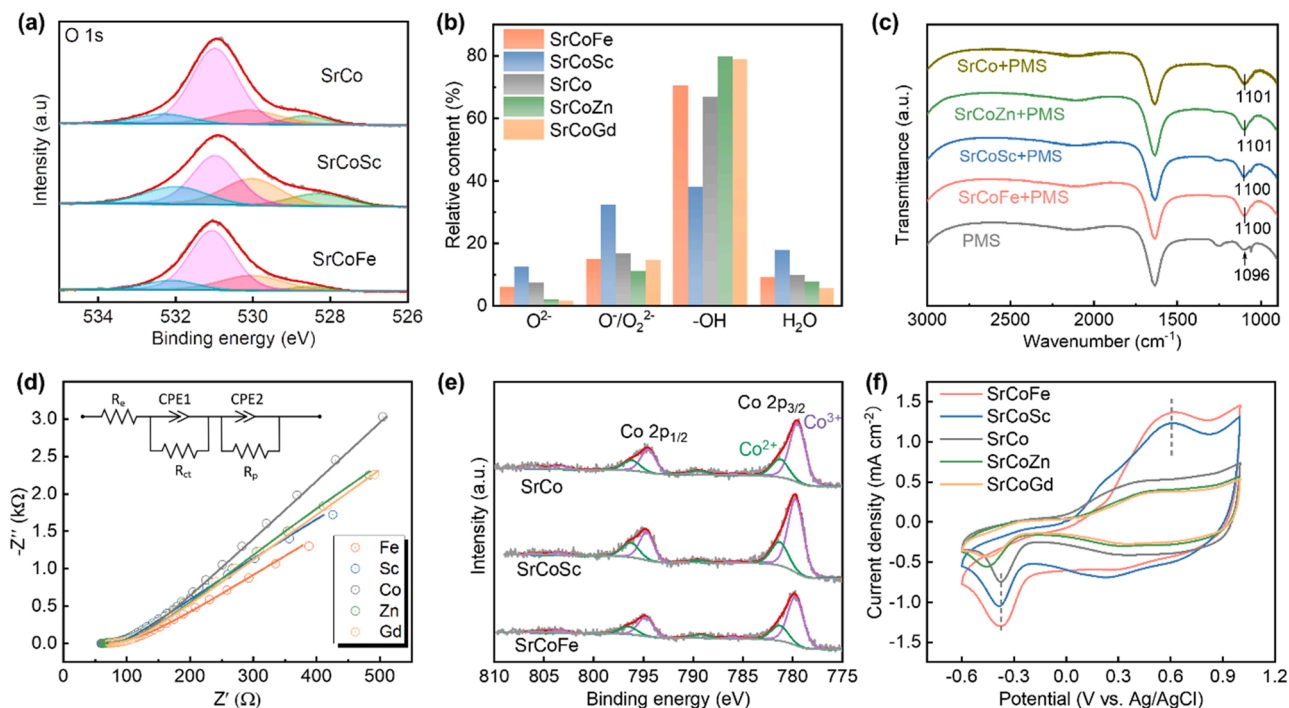 (a)
O 1s
SrCo
SrCoSc
SrCoFe
Intensity (a.u)
534 532 530 528 526
Binding energy (eV)
(b)
SrCoFe
SrCoSc
SrCo
SrCoZn
SrCoGd
Relative content (%)
80
60
40
20
0
O²⁻ O⁻/O₂²⁻ -OH H₂O
(c)
SrCo+PMS
1101
SrCoZn+PMS
1101
SrCoSc+PMS
1100
SrCoFe+PMS
1100
PMS
1096
Transmittance (a.u.)
3000 2500 2000 1500 1000
Wavenumber (cm⁻¹)
(d)
Rₑ CPE1 CPE2
R_ct R_p
-Z'' (kΩ)
3.0
2.5
2.0
1.5
1.0
0.5
0.0
Fe
Sc
Co
Zn
Gd
0 100 200 300 400 500
Z′ (Ω)
(e)
Co 2p₃/₂
Co³⁺
Co 2p₁/₂
Co²⁺
SrCo
SrCoSc
SrCoFe
Intensity (a.u.)
810 805 800 795 790 785 780 775
Binding energy (eV)
(f)
SrCoFe
SrCoSc
SrCo
SrCoZn
SrCoGd
Current density (mA cm⁻²)
1.5
1.0
0.5
0.0
-0.5
-1.0
-1.5
-0.6 -0.3 0.0 0.3 0.6 0.9 1.2
Potential (V vs. Ag/AgCl)